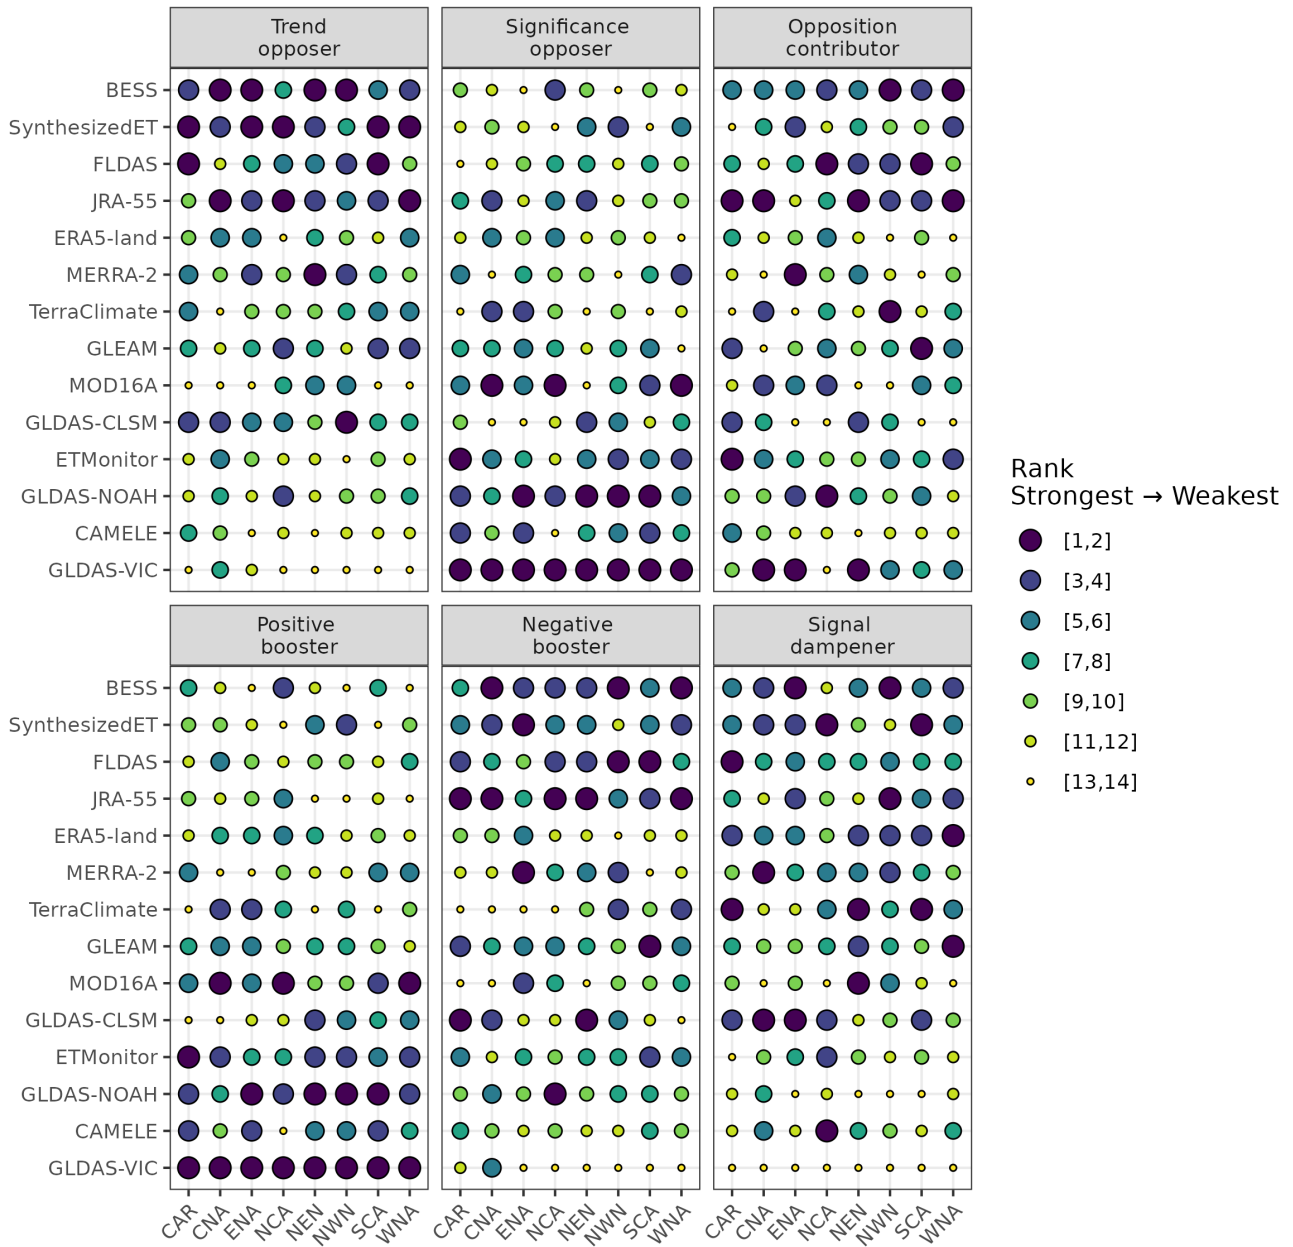 Trend
opposer
Significance
opposer
Opposition
contributor
BESS
SynthesizedET
FLDAS
JRA-55
ERA5-land
MERRA-2
TerraClimate
GLEAM
MOD16A
GLDAS-CLSM
ETMonitor
GLDAS-NOAH
CAMELE
GLDAS-VIC
Positive
booster
Negative
booster
Signal
dampener
BESS
SynthesizedET
FLDAS
JRA-55
ERA5-land
MERRA-2
TerraClimate
GLEAM
MOD16A
GLDAS-CLSM
ETMonitor
GLDAS-NOAH
CAMELE
GLDAS-VIC
CAR CNA ENA NCA NEN NWN SCA WNA
CAR CNA ENA NCA NEN NWN SCA WNA
CAR CNA ENA NCA NEN NWN SCA WNA
Rank
Strongest → Weakest
[1,2]
[3,4]
[5,6]
[7,8]
[9,10]
[11,12]
[13,14]